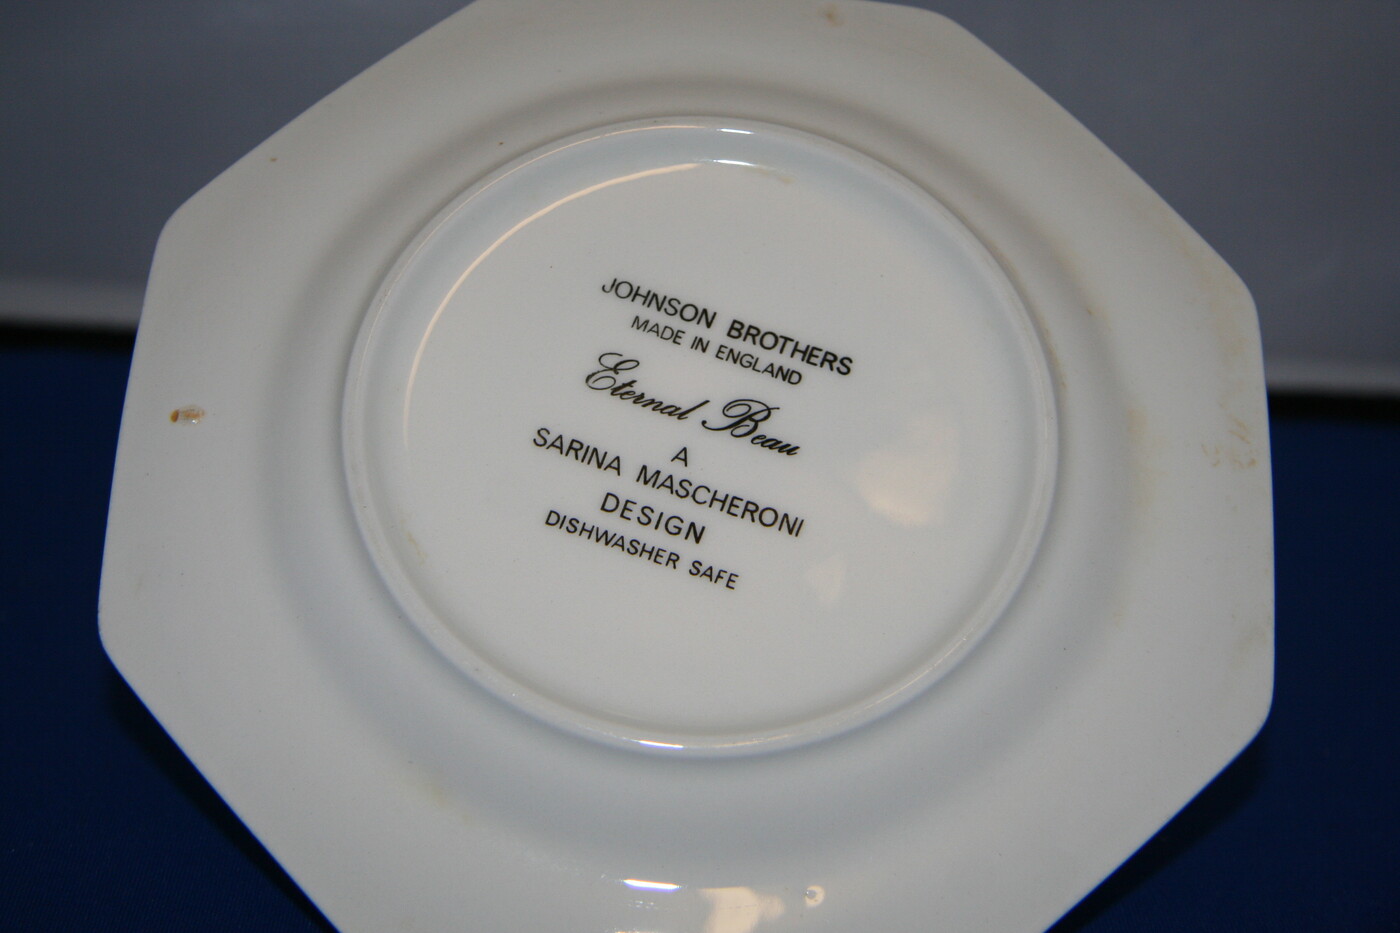 JOHNSON BROTHERS
MADE IN ENGLAND
Eternal Beau
A
SARINA MASCHERONI
DESIGN
DISHWASHER SAFE